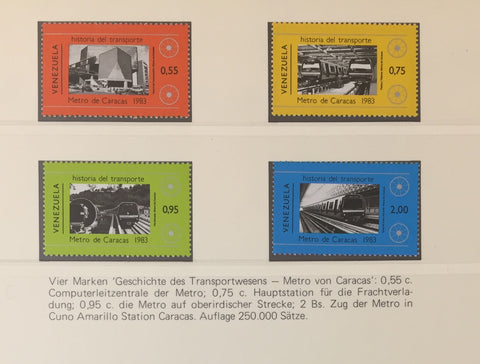 VENEZUELA
historia del transporte
0,55
Metro de Caracas 1983
VENEZUELA
historia del transporte
0,75
Metro de Caracas 1983
VENEZUELA
historia del transporte
0,95
Metro de Caracas 1983
VENEZUELA
historia del transporte
2,00
Metro de Caracas 1983
Vier Marken 'Geschichte des Transportwesens — Metro von Caracas': 0,55 c.
Computerleitzentrale der Metro; 0,75 c. Hauptstation für die Frachtverla-
dung; 0,95 c. die Metro auf oberirdischer Strecke; 2 Bs. Zug der Metro in
Cuno Amarillo Station Caracas. Auflage 250.000 Sätze.